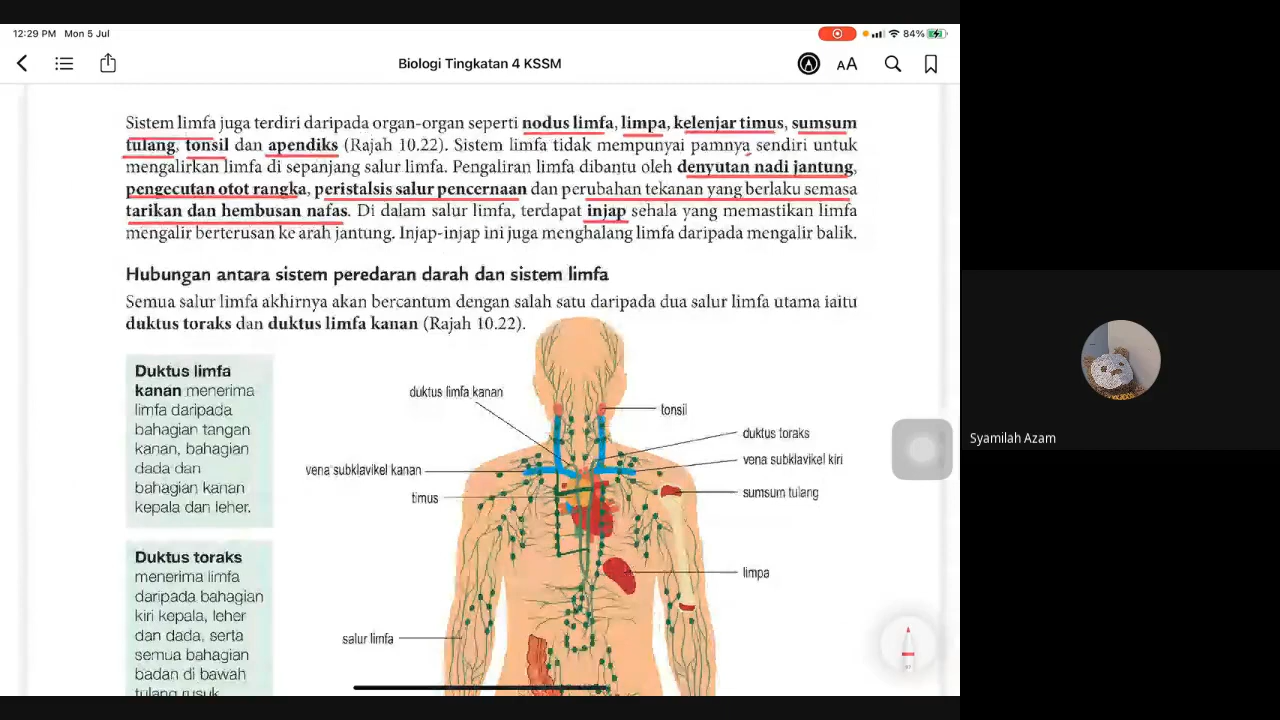 12:29 PM Mon 5 Jul
84%
Biologi Tingkatan 4 KSSM
AA
Sistem limfa juga terdiri daripada organ-organ seperti nodus limfa, limpa, kelenjar timus, sumsum
tulang, tonsil dan apendiks (Rajah 10.22). Sistem limfa tidak mempunyai pamnya sendiri untuk
mengalirkan limfa di sepanjang salur limfa. Pengaliran limfa dibantu oleh denyutan nadi jantung,
pengecutan otot rangka, peristalsis salur pencernaan dan perubahan tekanan yang berlaku semasa
tarikan dan hembusan nafas. Di dalam salur limfa, terdapat injap sehala yang memastikan limfa
mengalir berterusan ke arah jantung. Injap-injap ini juga menghalang limfa daripada mengalir balik.
Hubungan antara sistem peredaran darah dan sistem limfa
Semua salur limfa akhirnya akan bercantum dengan salah satu daripada dua salur limfa utama iaitu
duktus toraks dan duktus limfa kanan (Rajah 10.22).
Duktus limfa
kanan menerima
limfa daripada
bahagian tangan
kanan, bahagian
dada dan
bahagian kanan
kepala dan leher.
Duktus toraks
menerima limfa
daripada bahagian
kiri kepala, leher
dan dada, serta
semua bahagian
badan di bawah
tulang rusuk
duktus limfa kanan
tonsil
duktus toraks
vena subklavikel kiri
vena subklavikel kanan
timus
sumsum tulang
limpa
salur limfa
Syamilah Azam